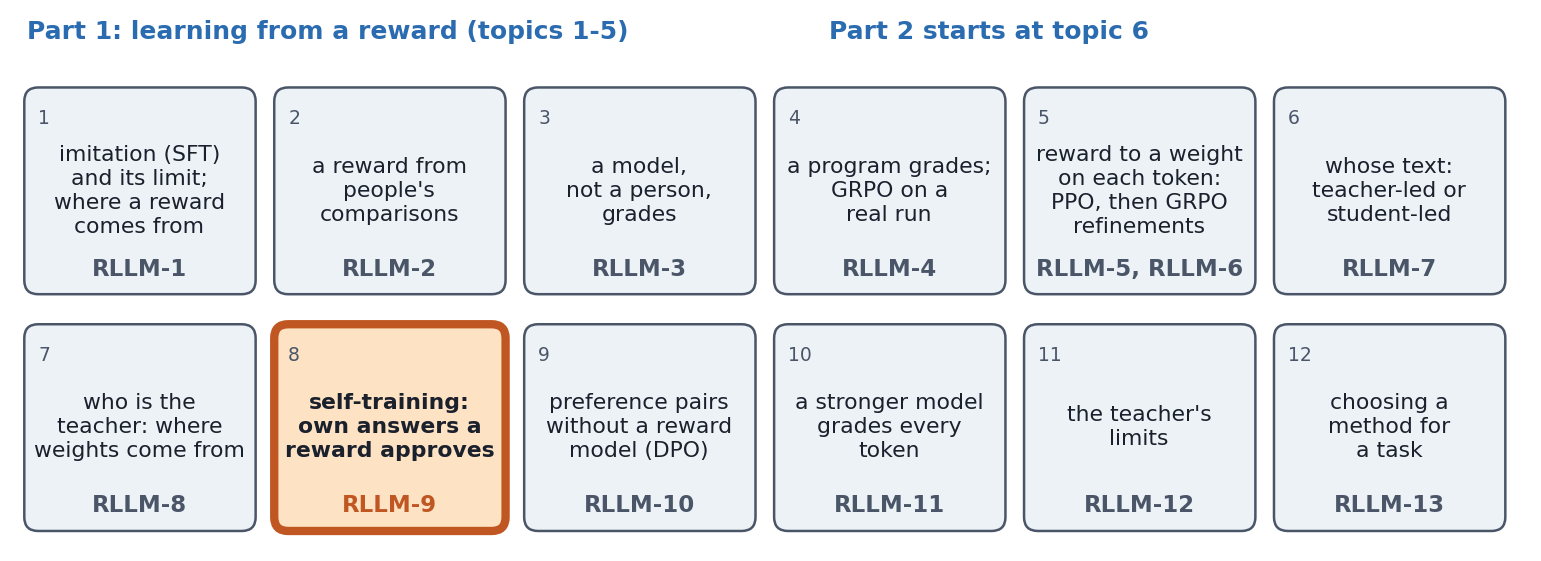 Part 1: learning from a reward (topics 1-5)
Part 2 starts at topic 6
1
imitation (SFT)
and its limit;
where a reward
comes from
RLLM-1
2
a reward from
people's
comparisons
RLLM-2
3
a model,
not a person,
grades
RLLM-3
4
a program grades;
GRPO on a
real run
RLLM-4
5
reward to a weight
on each token:
PPO, then GRPO
refinements
RLLM-5, RLLM-6
6
whose text:
teacher-led or
student-led
RLLM-7
7
who is the
teacher: where
weights come from
RLLM-8
8
self-training:
own answers a
reward approves
RLLM-9
9
preference pairs
without a reward
model (DPO)
RLLM-10
10
a stronger model
grades every
token
RLLM-11
11
the teacher's
limits
RLLM-12
12
choosing a
method for
a task
RLLM-13